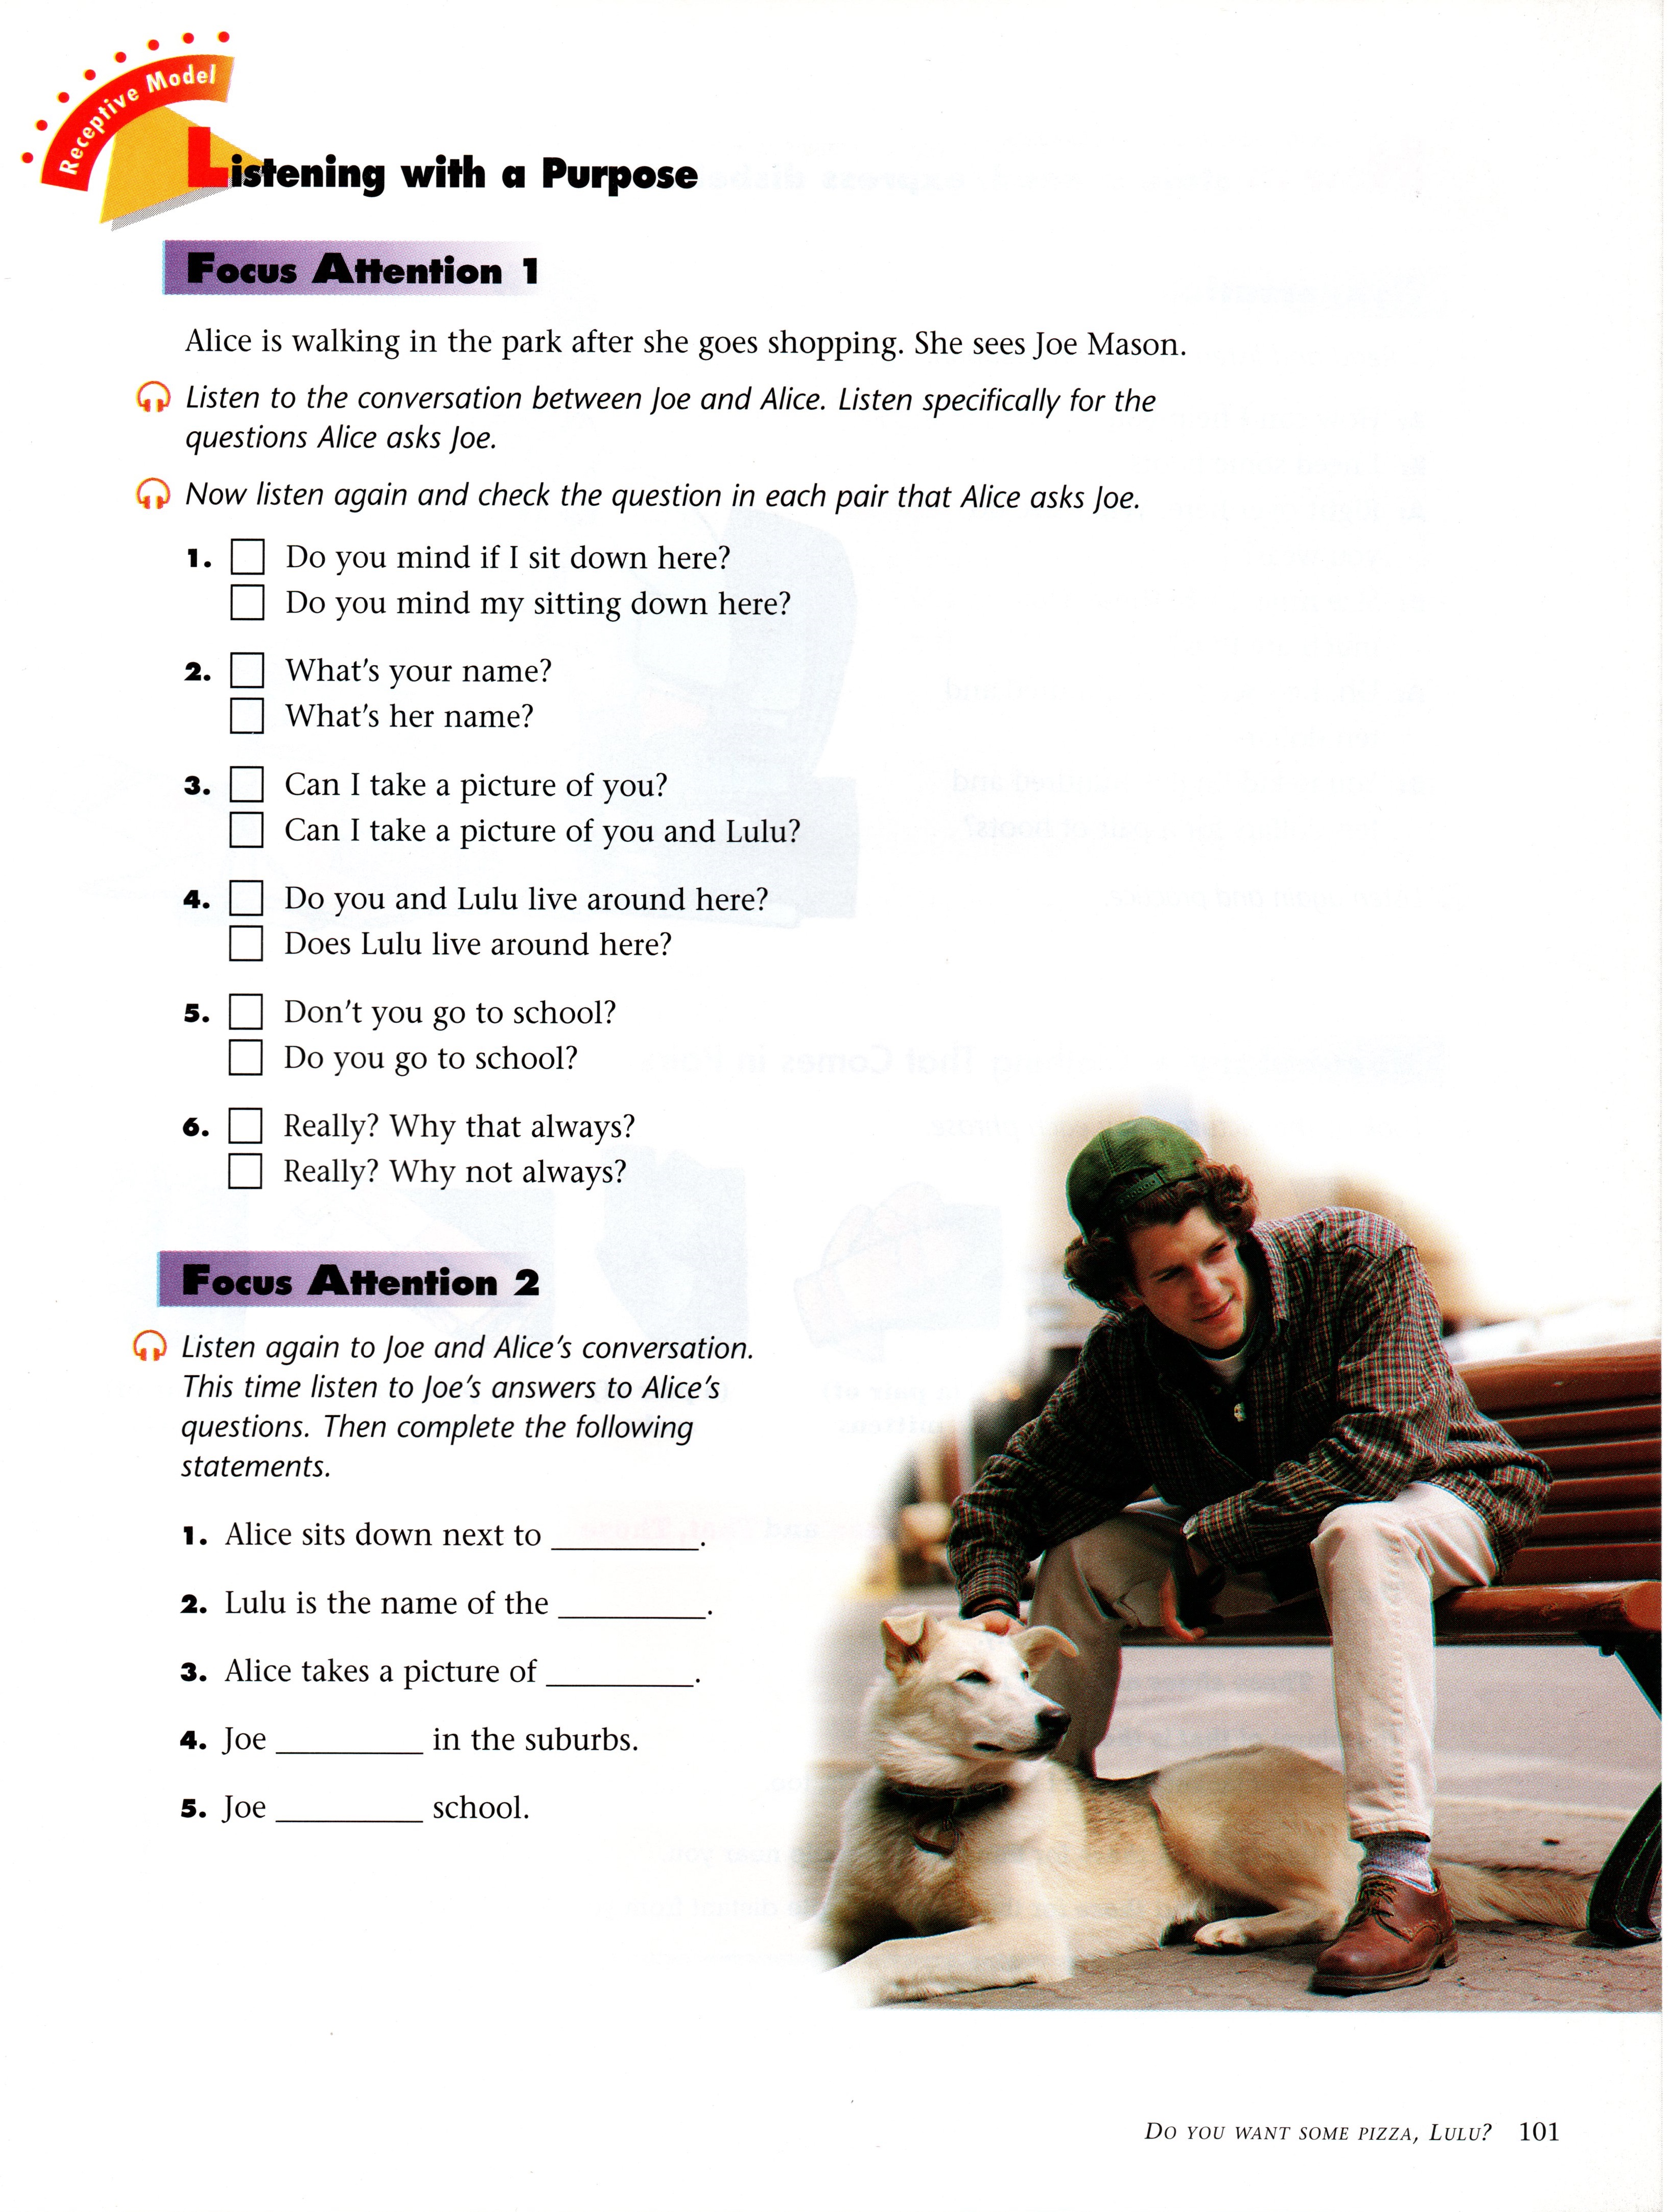 Receptive Model
Listening with a Purpose
Focus Attention 1
Alice is walking in the park after she goes shopping. She sees Joe Mason.
Listen to the conversation between Joe and Alice. Listen specifically for the
questions Alice asks Joe.
Now listen again and check the question in each pair that Alice asks Joe.
1. Do you mind if I sit down here?
Do you mind my sitting down here?
2. What's your name?
What's her name?
3. Can I take a picture of you?
Can I take a picture of you and Lulu?
4. Do you and Lulu live around here?
Does Lulu live around here?
5. Don't you go to school?
Do you go to school?
6. Really? Why that always?
Really? Why not always?
Focus Attention 2
Listen again to Joe and Alice's conversation.
This time listen to Joe's answers to Alice's
questions. Then complete the following
statements.
1. Alice sits down next to _________.
2. Lulu is the name of the _________.
3. Alice takes a picture of _________.
4. Joe _________ in the suburbs.
5. Joe _________ school.
Do you want some pizza, Lulu? 101